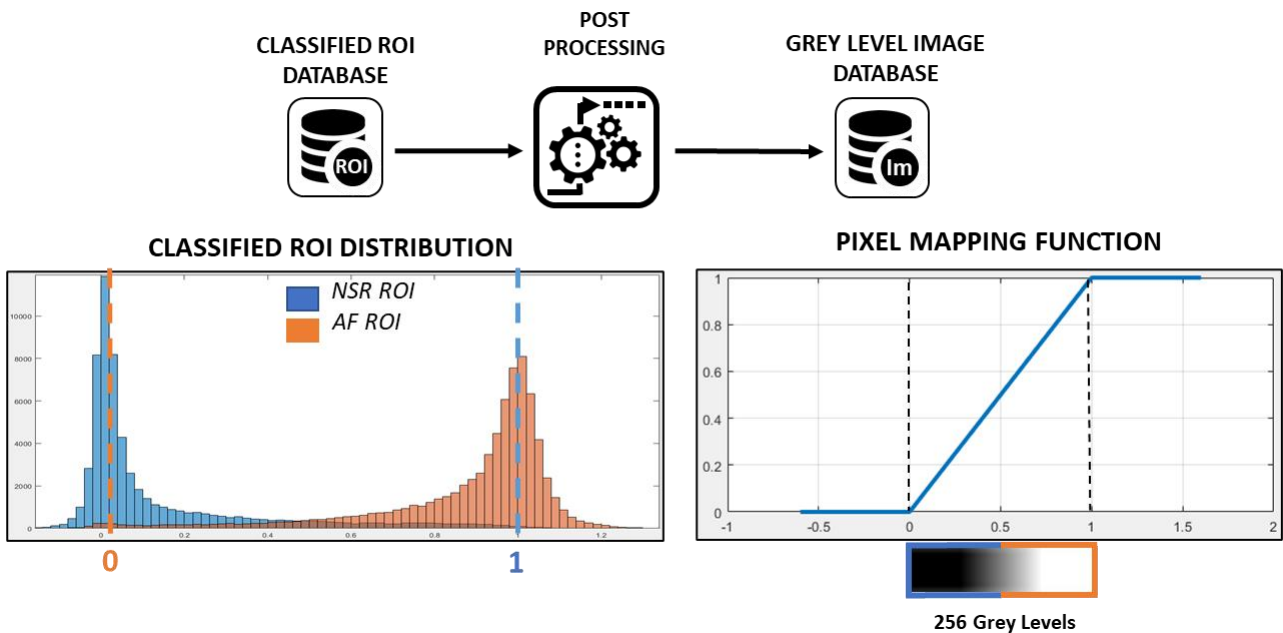 CLASSIFIED ROI
DATABASE
POST
PROCESSING
GREY LEVEL IMAGE
DATABASE
ROI
Im
CLASSIFIED ROI DISTRIBUTION
NSR ROI
AF ROI
10000
8000
6000
4000
2000
0
0
0.2
0.4
0.6
0.8
1
1.2
0
1
PIXEL MAPPING FUNCTION
1
0.8
0.6
0.4
0.2
0
-1
-0.5
0
0.5
1
1.5
2
256 Grey Levels